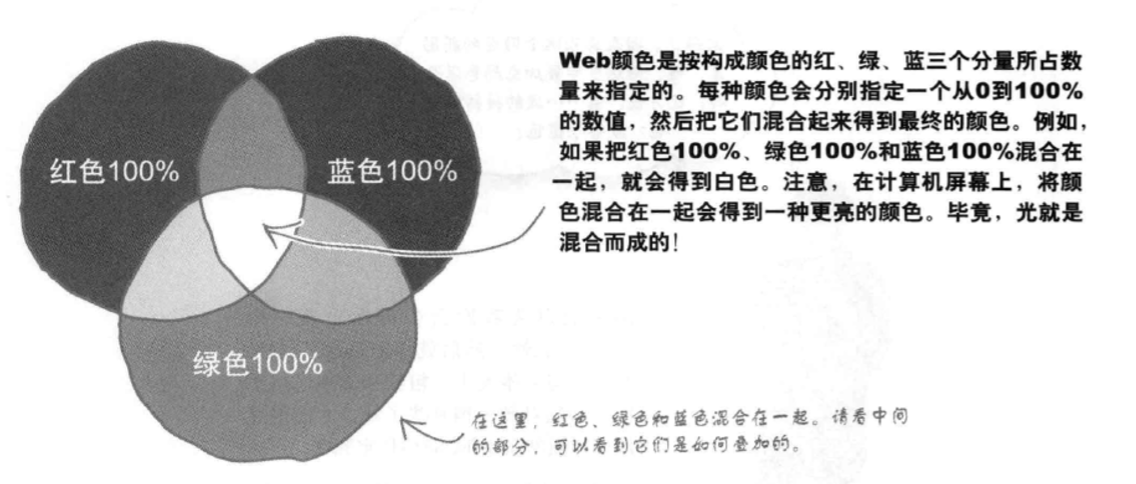 红色100%
蓝色100%
绿色100%
Web颜色是按构成颜色的红、绿、蓝三个分量所占数
量来指定的。每种颜色会分别指定一个从0到100%
的数值，然后把它们混合起来得到最终的颜色。例如，
如果把红色100%、绿色100%和蓝色100%混合在
一起，就会得到白色。注意，在计算机屏幕上，将颜
色混合在一起会得到一种更亮的颜色。毕竟，光就是
混合而成的！
在这里，红色、绿色和蓝色混合在一起。请看中间
的部分，可以看到它们是如何叠加的。